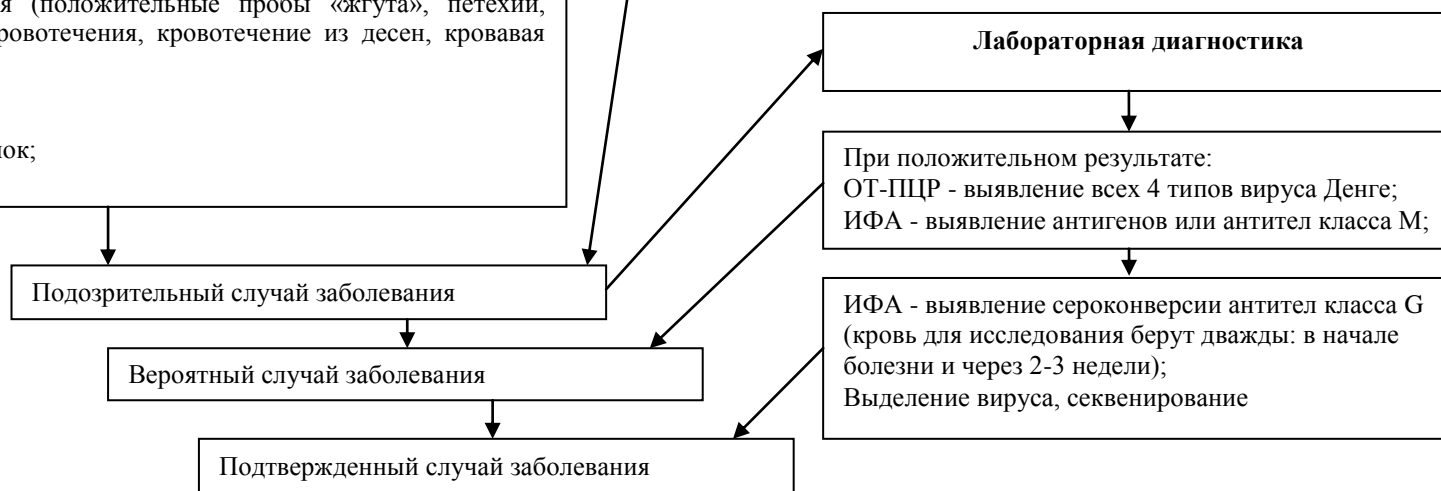 (положительные пробы «жгута», петехии,
кровотечение из десен, кровавая
Подозрительный случай заболевания
Вероятный случай заболевания
Подтвержденный случай заболевания
Лабораторная диагностика
При положительном результате:
ОТ-ПЦР - выявление всех 4 типов вируса Денге;
ИФА - выявление антигенов или антител класса М;
ИФА - выявление сероконверсии антител класса G
(кровь для исследования берут дважды: в начале
болезни и через 2-3 недели);
Выделение вируса, секвенирование